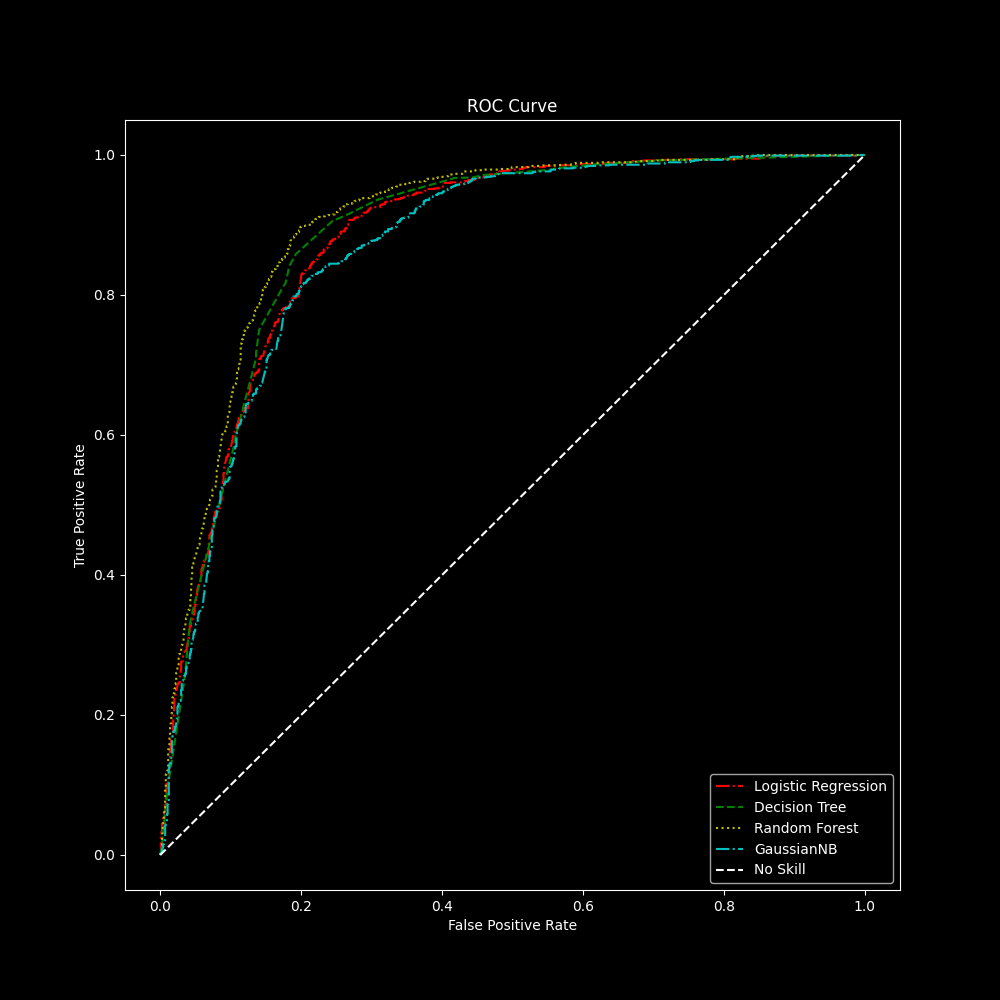 ROC Curve
1.0
0.8
0.6
0.4
0.2
0.0
True Positive Rate
0.0 0.2 0.4 0.6 0.8 1.0
False Positive Rate
Logistic Regression
Decision Tree
Random Forest
GaussianNB
No Skill